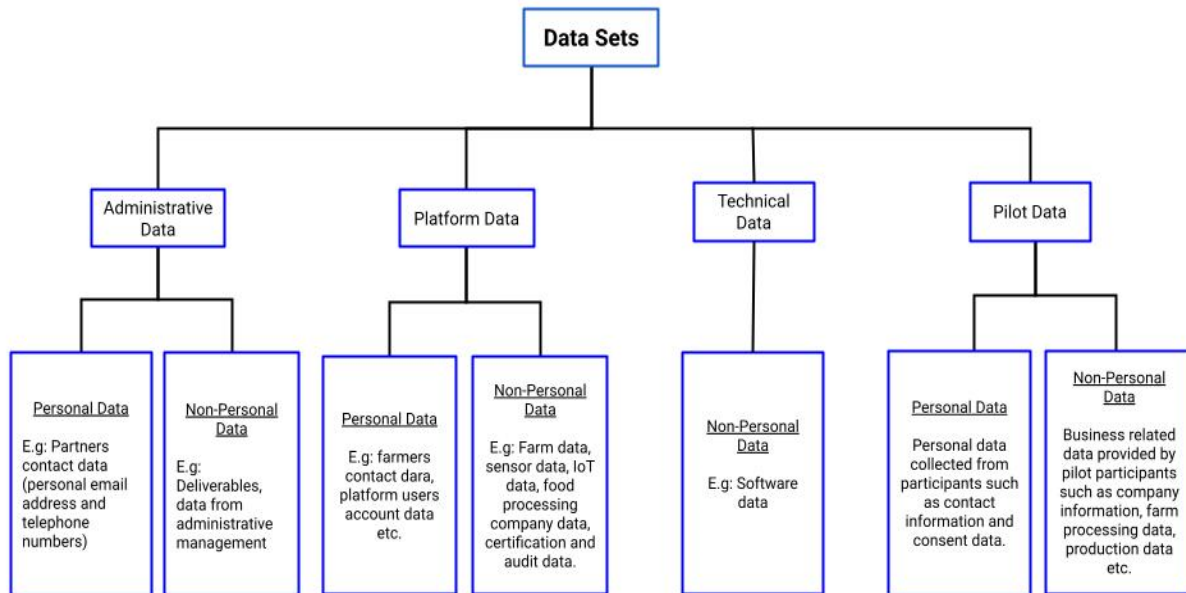 Data Sets
Administrative
Data
Platform Data
Technical
Data
Pilot Data
Personal Data
E.g: Partners
contact data
(personal email
address and
telephone
numbers)
Non-Personal
Data
E.g:
Deliverables,
data from
administrative
management
Personal Data
E.g: farmers
contact dara,
platform users
account data
etc.
Non-Personal
Data
E.g: Farm data,
sensor data, IoT
data, food
processing
company data,
certification and
audit data.
Non-Personal
Data
E.g: Software
data
Personal Data
Personal data
collected from
participants such
as contact
information and
consent data.
Non-Personal
Data
Business related
data provided by
pilot participants
such as company
information, farm
processing data,
production data
etc.